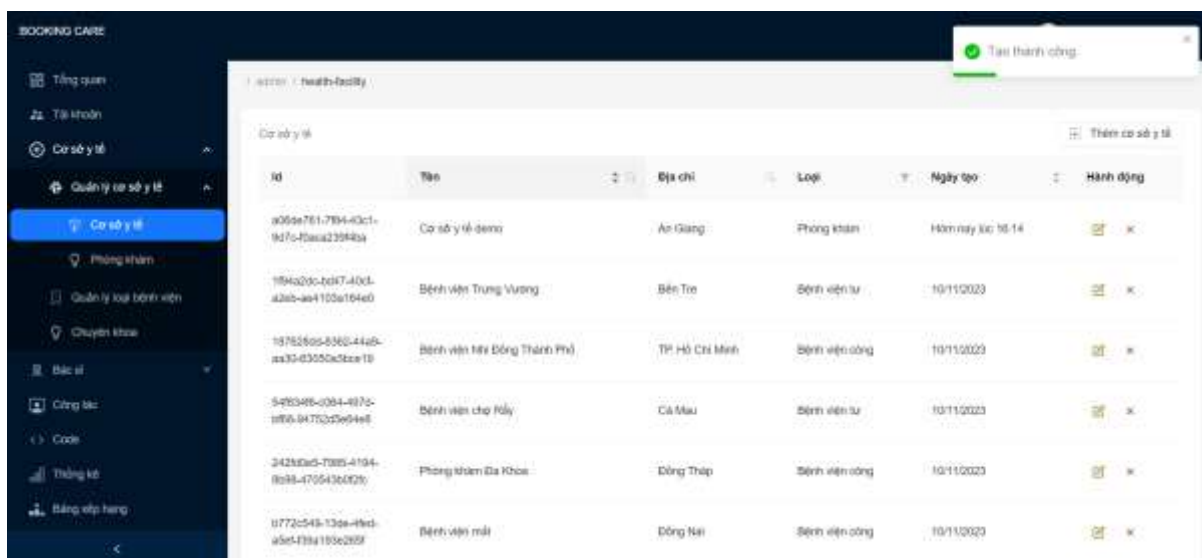 BOOKING CARE
Tạo thành công.
Tổng quan
/ admin / health-facility
Tài khoản
Cơ sở y tế
Cơ sở y tế
Thêm cơ sở y tế
Quản lý cơ sở y tế
Id Tên Địa chỉ Loại Ngày tạo Hành động
Cơ sở y tế
Cơ sở y tế demo An Giang Phòng khám Hôm nay lúc 16:14
Phòng khám
Quản lý loại bệnh viện
Bệnh viện Trưng Vương Bến Tre Bệnh viện tư 10/11/2023
Chuyên khoa
Bệnh viện Nhi Đồng Thành Phố TP. Hồ Chí Minh Bệnh viện công 10/11/2023
Bác sĩ
Công tác
Bệnh viện chợ Rẫy Cà Mau Bệnh viện tư 10/11/2023
Code
Thống kê
Phòng khám Đa Khoa Đồng Tháp Bệnh viện công 10/11/2023
Bảng xếp hạng
Bệnh viện mắt Đồng Nai Bệnh viện công 10/11/2023